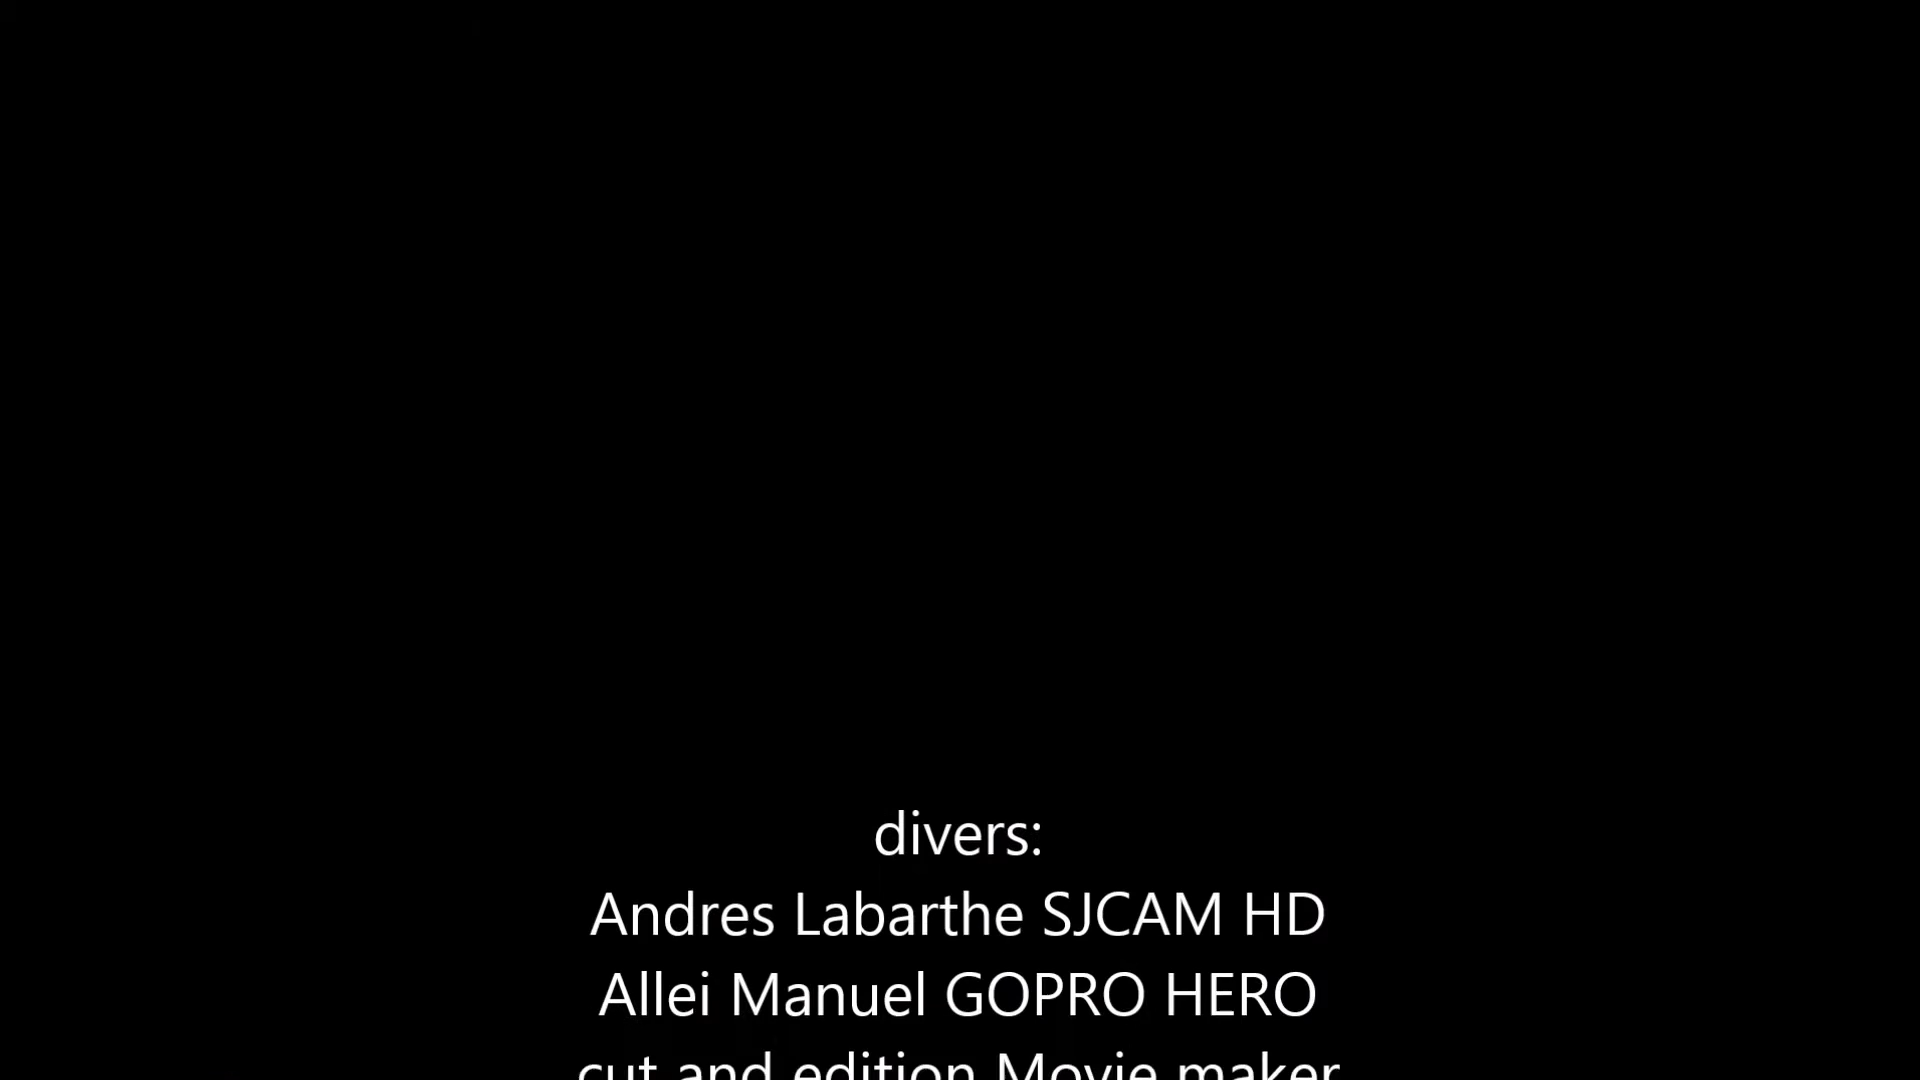 divers:
Andres Labarthe SJCAM HD
Allei Manuel GOPRO HERO
cut and edition Movie maker